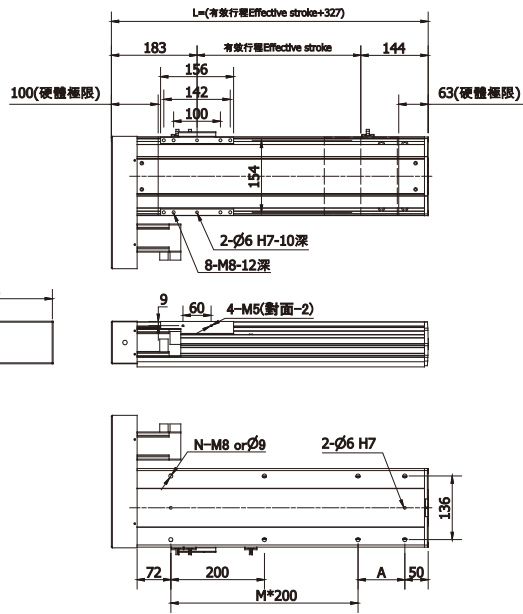 L=(有效行程Effective stroke+327)
183
有效行程Effective stroke
144
156
100(硬體極限)
142
63(硬體極限)
100
154
2-Ø6 H7-10深
8-M8-12深
9
60
4-M5(對面-2)
N-M8 orØ9
2-Ø6 H7
136
72
200
A
50
M*200